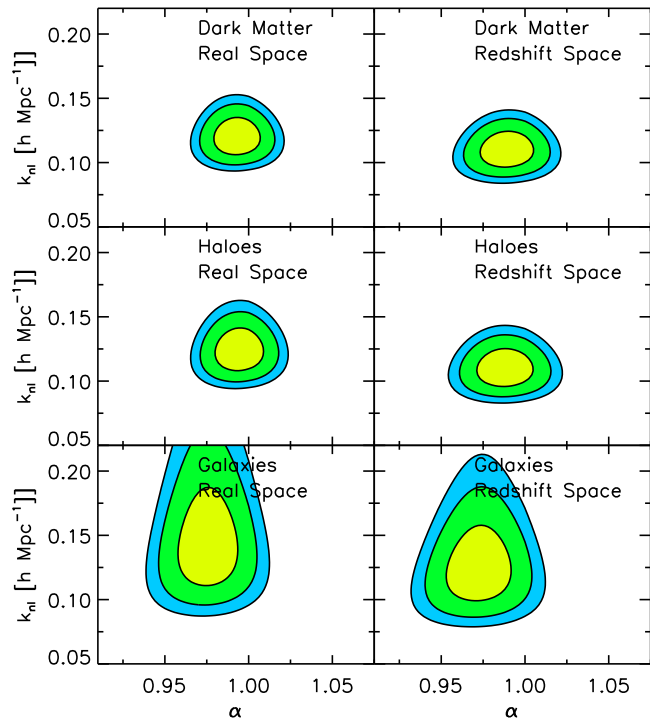 0.20
0.15
0.10
0.05
k_nl [h Mpc⁻¹]]
Dark Matter
Real Space
Dark Matter
Redshift Space
0.20
0.15
0.10
0.05
k_nl [h Mpc⁻¹]]
Haloes
Real Space
Haloes
Redshift Space
0.20
0.15
0.10
0.05
k_nl [h Mpc⁻¹]]
Galaxies
Real Space
Galaxies
Redshift Space
0.95 1.00 1.05
0.95 1.00 1.05
α
α